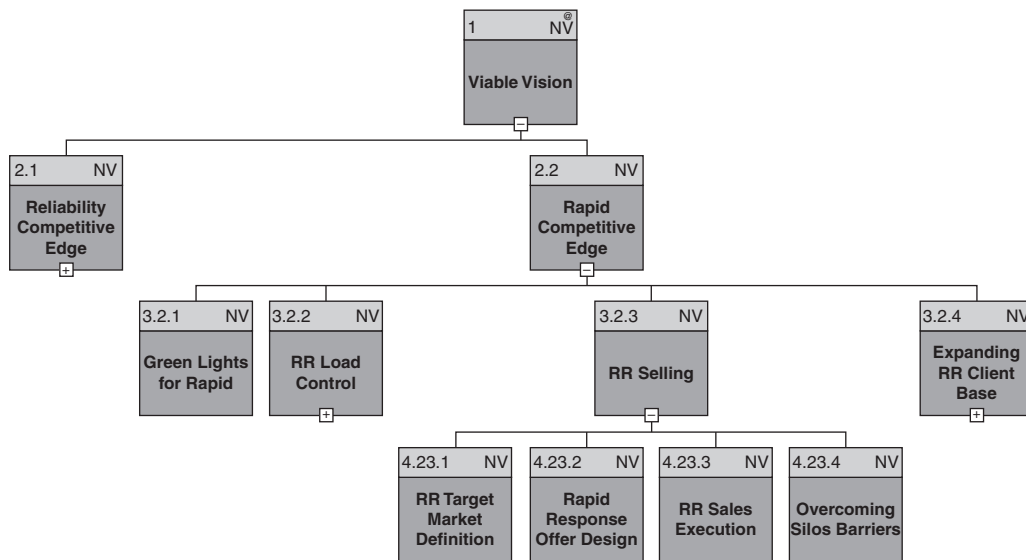 1 NV @
Viable Vision
2.1 NV
Reliability
Competitive
Edge
+
2.2 NV
Rapid
Competitive
Edge
−
3.2.1 NV
Green Lights
for Rapid
3.2.2 NV
RR Load
Control
+
3.2.3 NV
RR Selling
−
3.2.4 NV
Expanding
RR Client
Base
+
4.23.1 NV
RR Target
Market
Definition
4.23.2 NV
Rapid
Response
Offer Design
4.23.3 NV
RR Sales
Execution
4.23.4 NV
Overcoming
Silos Barriers